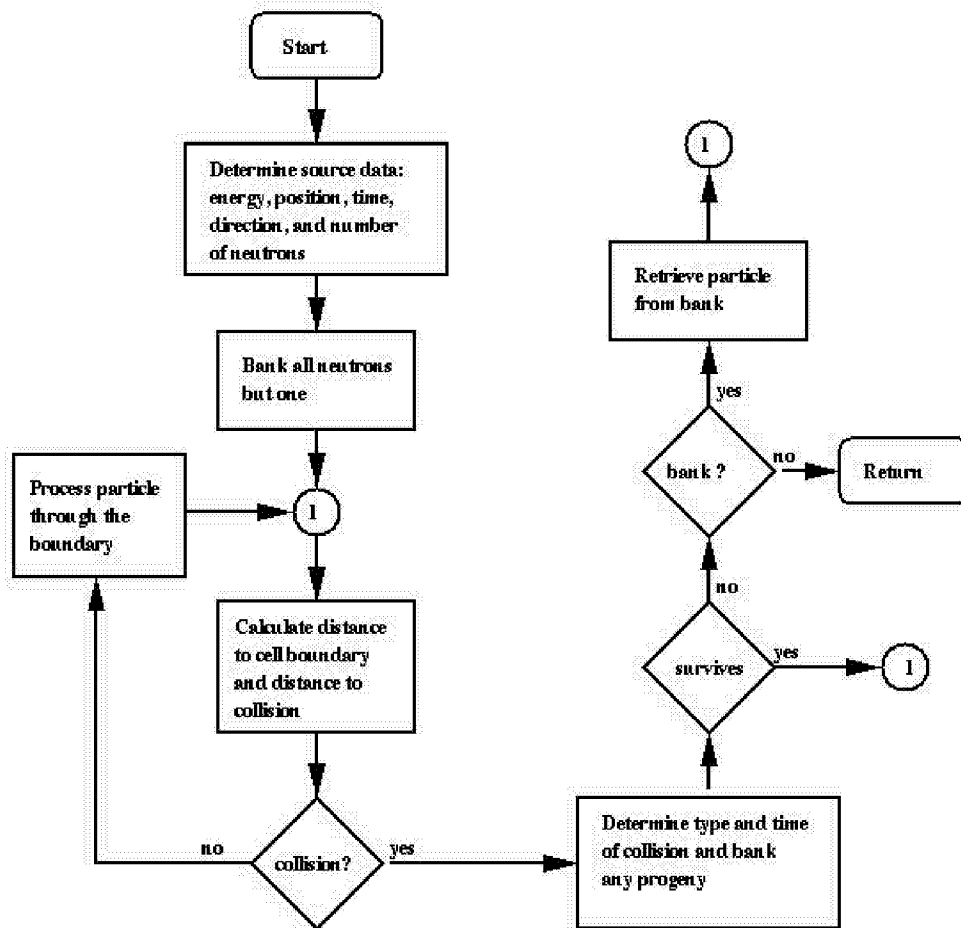 Start
Determine source data:
energy, position, time,
direction, and number
of neutrons
Bank all neutrons
but one
Process particle
through the
boundary
1
Calculate distance
to cell boundary
and distance to
collision
no
collision?
yes
Determine type and time
of collision and bank
any progeny
survives
yes
1
no
bank ?
no
Return
yes
Retrieve particle
from bank
1